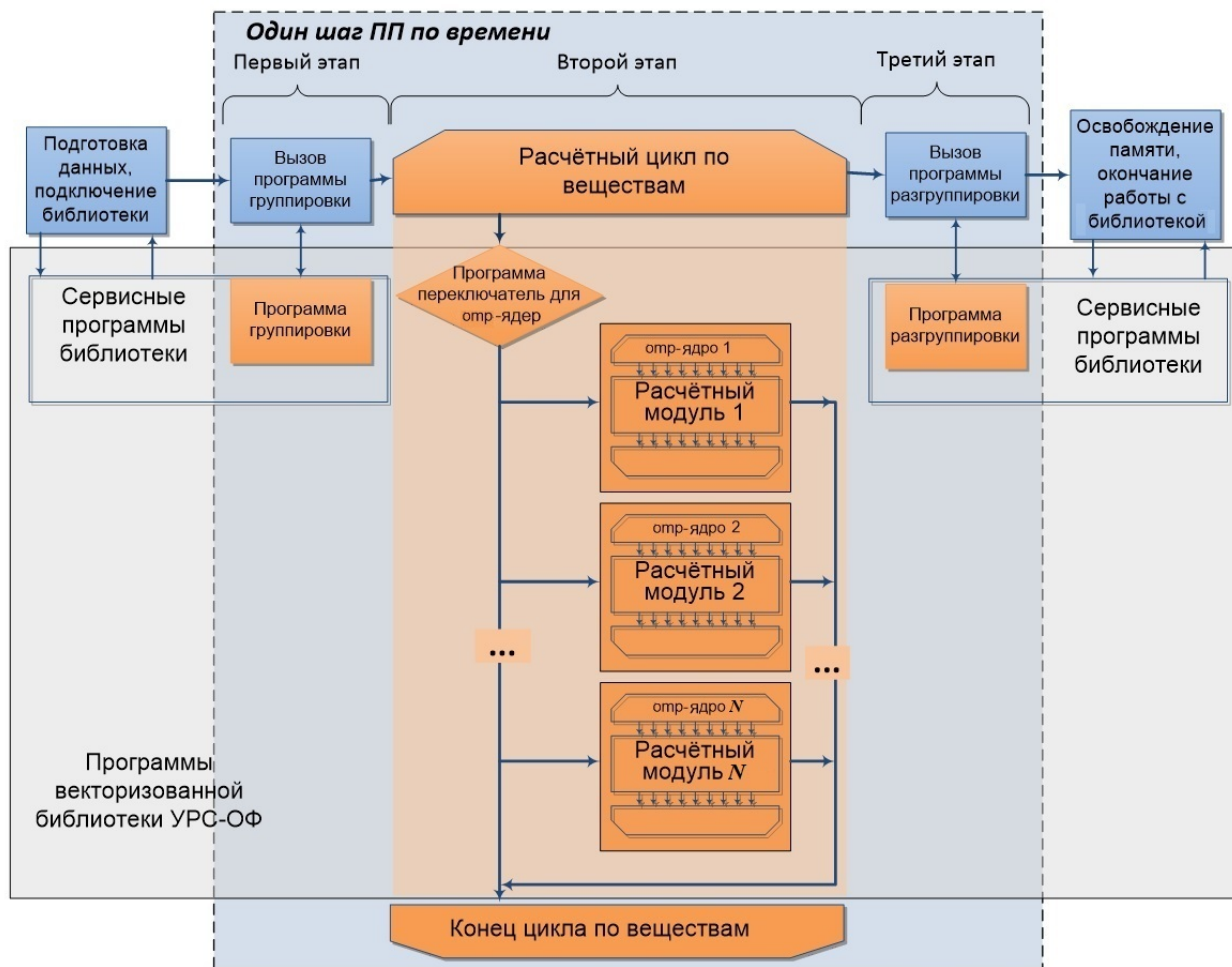 Один шаг ПП по времени
Первый этап
Второй этап
Третий этап
Подготовка
данных,
подключение
библиотеки
Вызов
программы
группировки
Расчётный цикл по
веществам
Вызов
программы
разгруппировки
Освобождение
памяти,
окончание
работы с
библиотекой
Сервисные
программы
библиотеки
Программа
группировки
Программа
переключатель для
omp-ядер
Программа
разгруппировки
Сервисные
программы
библиотеки
omp-ядро 1
Расчётный
модуль 1
omp-ядро 2
Расчётный
модуль 2
...
...
omp-ядро N
Расчётный
модуль N
Программы
векторизованной
библиотеки УРС-ОФ
Конец цикла по веществам